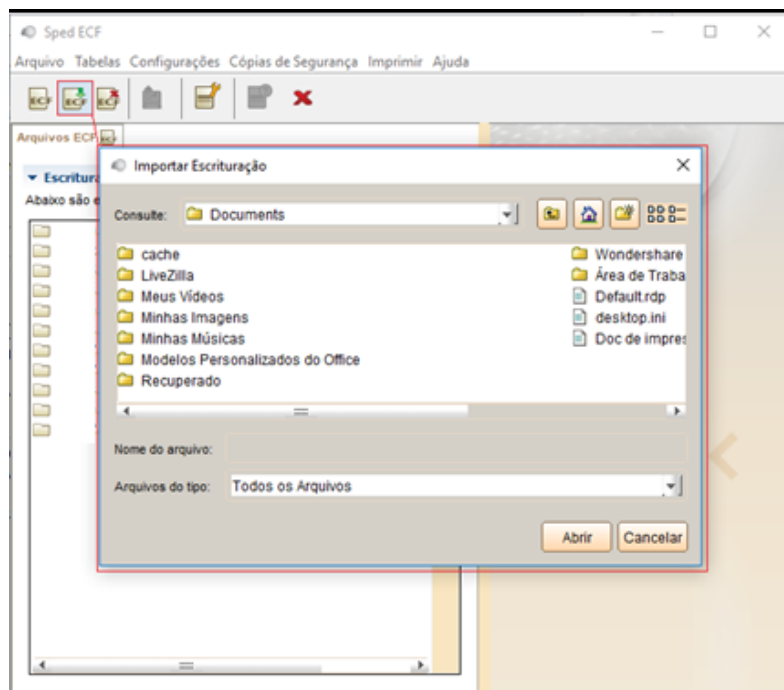 Sped ECF
Arquivo Tabelas Configurações Cópias de Segurança Imprimir Ajuda
ECF ECF ECF
Arquivos ECF
Escritur
Abaixo são e
Importar Escrituração
Consulte: Documents
cache
LiveZilla
Meus Vídeos
Minhas Imagens
Minhas Músicas
Modelos Personalizados do Office
Recuperado
Wondershare
Área de Traba
Default.rdp
desktop.ini
Doc de impres
Nome do arquivo:
Arquivos do tipo: Todos os Arquivos
Abrir Cancelar